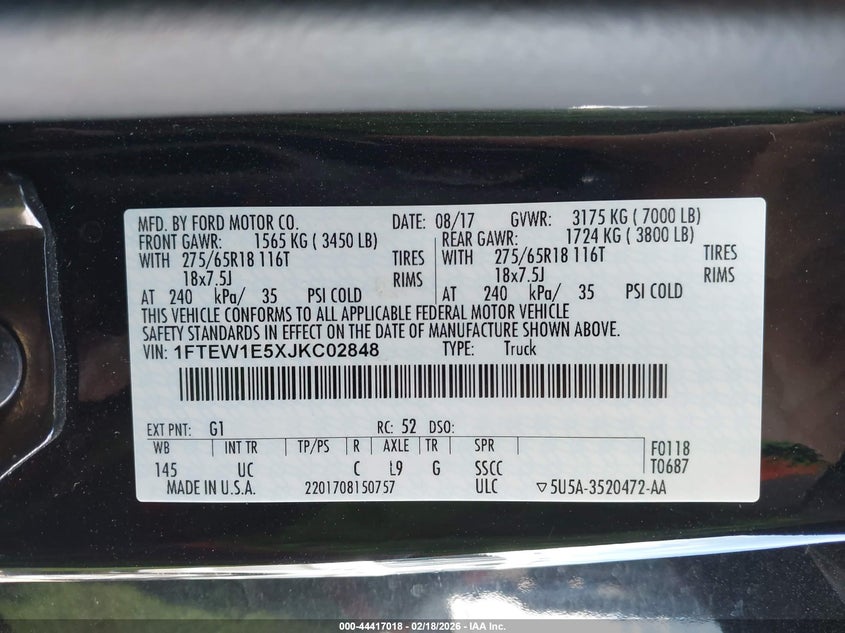 MFD. BY FORD MOTOR CO. DATE: 08/17 GVWR: 3175 KG ( 7000 LB)
FRONT GAWR: 1565 KG ( 3450 LB) REAR GAWR: 1724 KG ( 3800 LB)
WITH 275/65R18 116T TIRES WITH 275/65R18 116T TIRES
18x7.5J RIMS 18x7.5J RIMS
AT 240 kPa/ 35 PSI COLD AT 240 kPa/ 35 PSI COLD
THIS VEHICLE CONFORMS TO ALL APPLICABLE FEDERAL MOTOR VEHICLE
SAFETY STANDARDS IN EFFECT ON THE DATE OF MANUFACTURE SHOWN ABOVE.
VIN: 1FTEW1E5XJKC02848 TYPE: Truck
EXT PNT: G1 RC: 52 DSO:
WB INT TR TP/PS R AXLE TR SPR F0118
145 UC C L9 G SSCC T0687
MADE IN U.S.A. 2201708150757 ULC ▽5U5A-3520472-AA
000-44417018 - 02/18/2026 - IAA Inc.